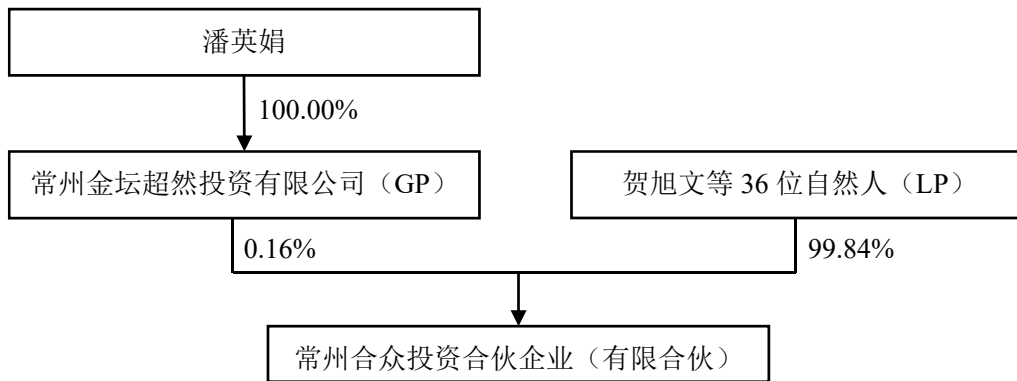 潘英娟
100.00%
常州金坛超然投资有限公司（GP）
贺旭文等 36 位自然人（LP）
0.16%
99.84%
常州合众投资合伙企业（有限合伙）